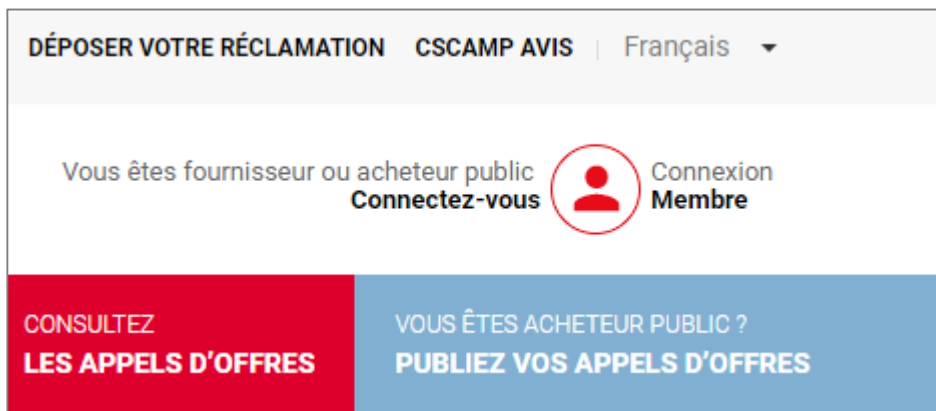 DÉPOSER VOTRE RÉCLAMATION CSCAMP AVIS Français
Vous êtes fournisseur ou acheteur public
Connectez-vous
Connexion
Membre
CONSULTEZ
LES APPELS D'OFFRES
VOUS ÊTES ACHETEUR PUBLIC ?
PUBLIEZ VOS APPELS D'OFFRES